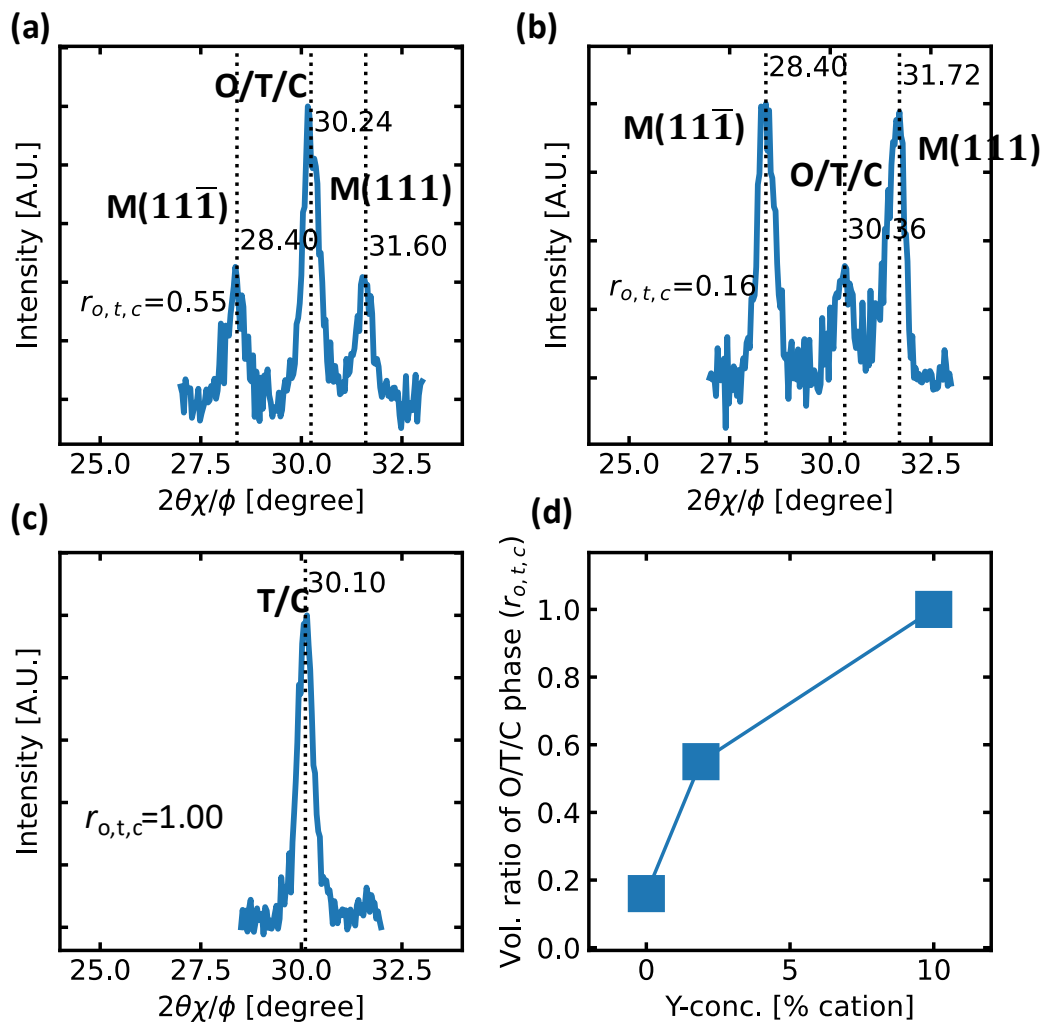 (a)
O/T/C
30.24
M(111̅)
M(111)
28.40
31.60
r_{o,t,c}=0.55
Intensity [A.U.]
25.0 27.5 30.0 32.5
2θχ/ϕ [degree]
(b)
28.40
31.72
M(111̅)
M(111)
O/T/C
30.36
r_{o,t,c}=0.16
Intensity [A.U.]
25.0 27.5 30.0 32.5
2θχ/ϕ [degree]
(c)
30.10
T/C
r_{o,t,c}=1.00
Intensity [A.U.]
25.0 27.5 30.0 32.5
2θχ/ϕ [degree]
(d)
Vol. ratio of O/T/C phase (r_{o,t,c})
1.0
0.8
0.6
0.4
0.2
0.0
0 5 10
Y-conc. [% cation]